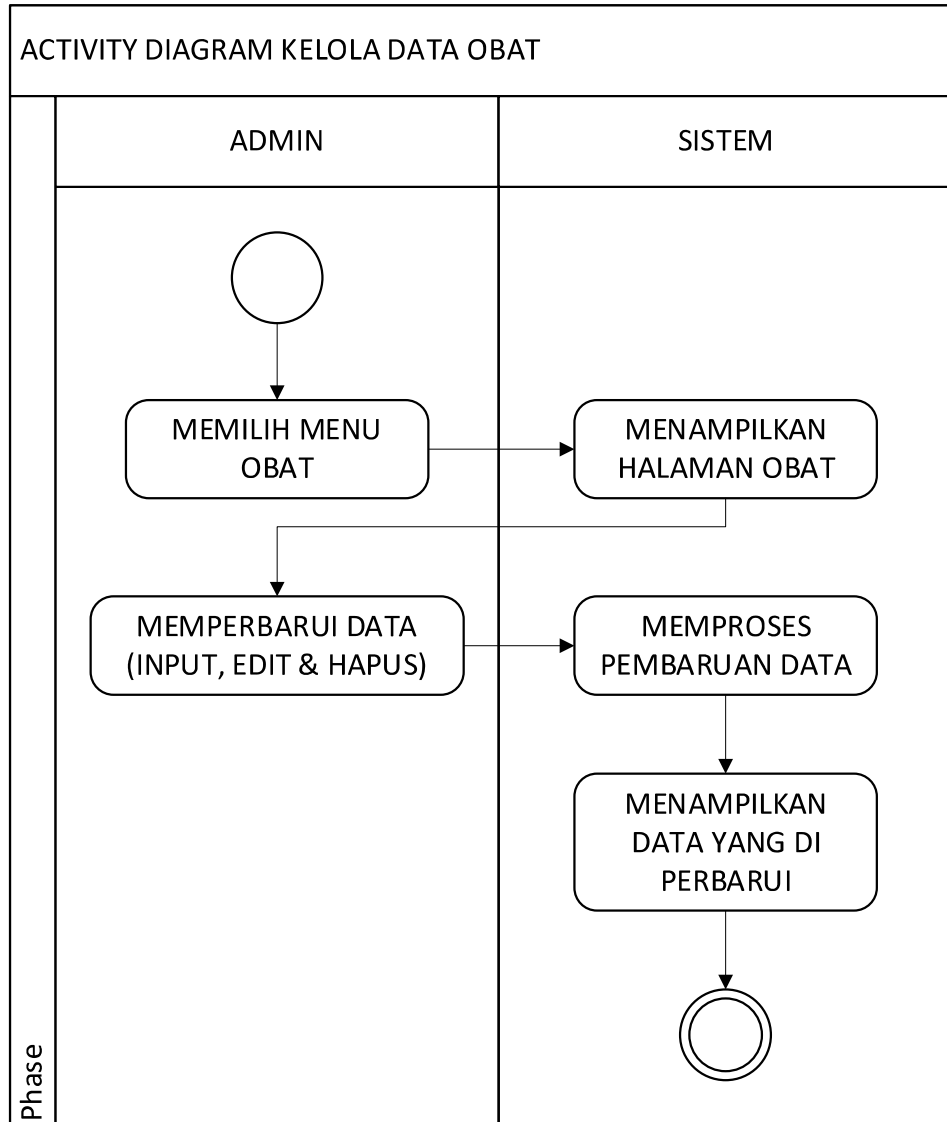 ACTIVITY DIAGRAM KELOLA DATA OBAT
ADMIN
SISTEM
MEMILIH MENU
OBAT
MENAMPILKAN
HALAMAN OBAT
MEMPERBARUI DATA
(INPUT, EDIT & HAPUS)
MEMPROSES
PEMBARUAN DATA
MENAMPILKAN
DATA YANG DI
PERBARUI
Phase